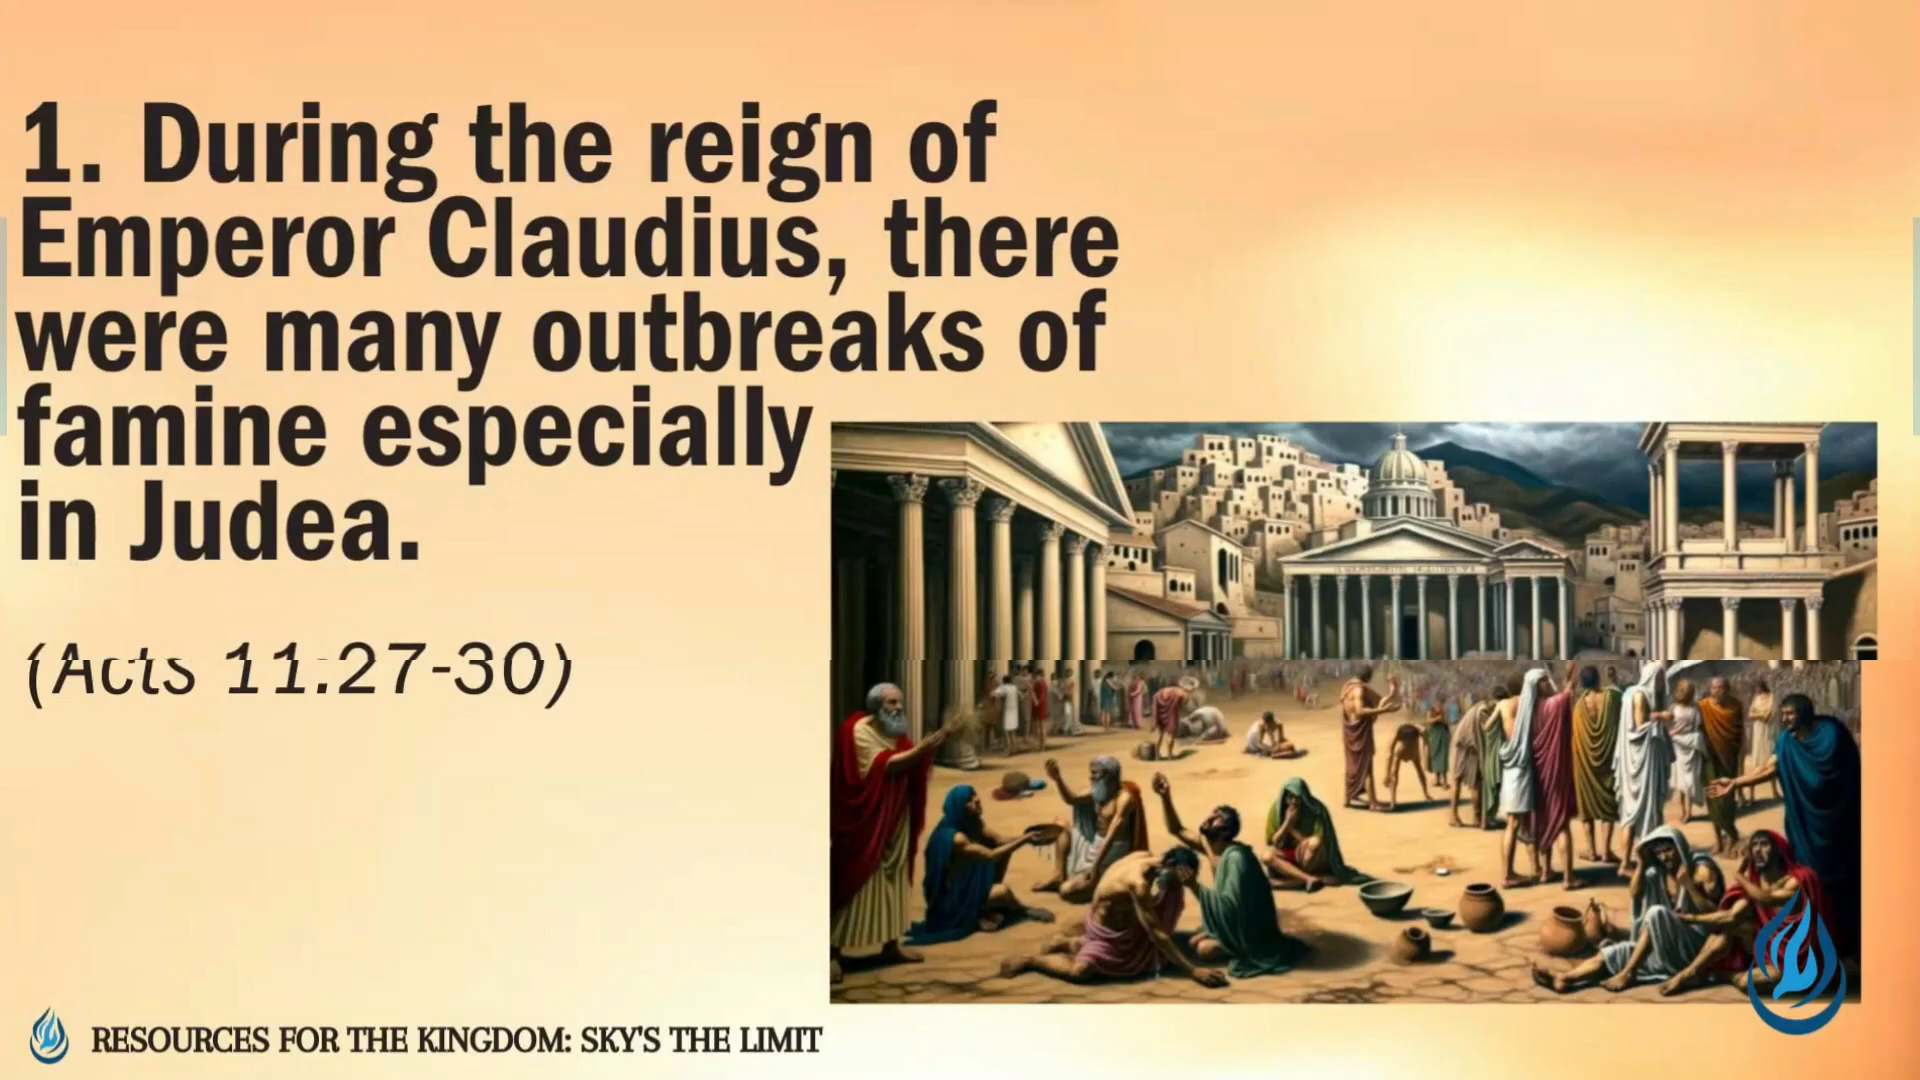 1. During the reign of
Emperor Claudius, there
were many outbreaks of
famine especially
in Judea.
(Acts 11:27-30)
RESOURCES FOR THE KINGDOM: SKY'S THE LIMIT